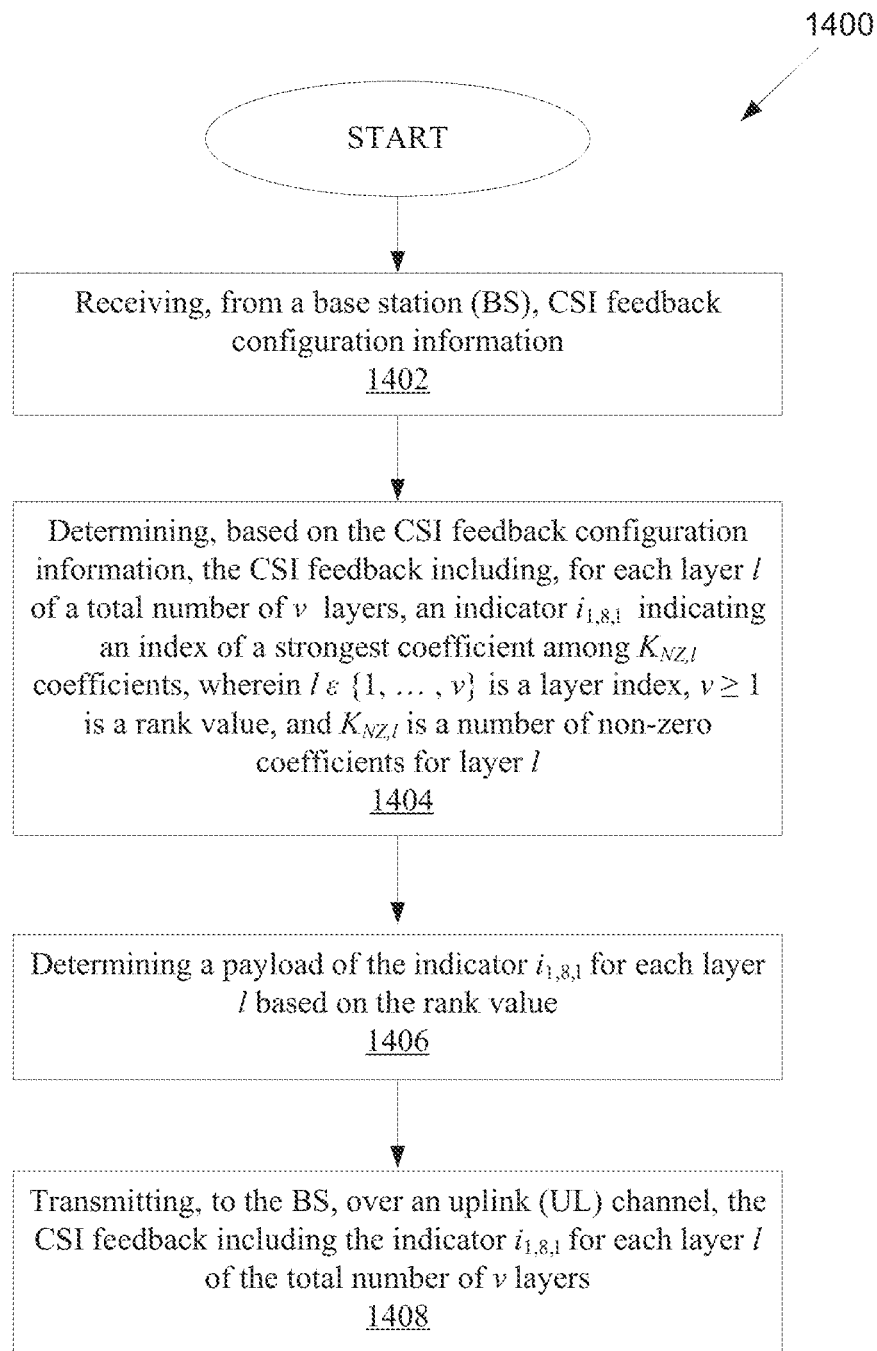 1400
START
Receiving, from a base station (BS), CSI feedback
configuration information
1402
Determining, based on the CSI feedback configuration
information, the CSI feedback including, for each layer l
of a total number of v layers, an indicator i1,8,l indicating
an index of a strongest coefficient among KNZ,l
coefficients, wherein l ε {1, … , v} is a layer index, v ≥ 1
is a rank value, and KNZ,l is a number of non-zero
coefficients for layer l
1404
Determining a payload of the indicator i1,8,l for each layer
l based on the rank value
1406
Transmitting, to the BS, over an uplink (UL) channel, the
CSI feedback including the indicator i1,8,l for each layer l
of the total number of v layers
1408